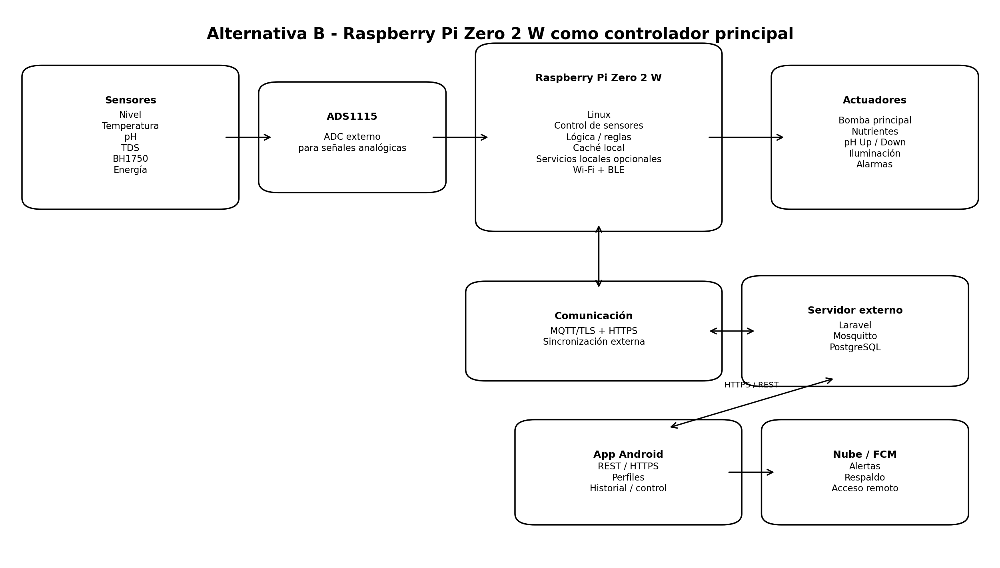 Alternativa B - Raspberry Pi Zero 2 W como controlador principal
Sensores
Nivel
Temperatura
pH
TDS
BH1750
Energía
ADS1115
ADC externo
para señales analógicas
Raspberry Pi Zero 2 W
Linux
Control de sensores
Lógica / reglas
Caché local
Servicios locales opcionales
Wi-Fi + BLE
Actuadores
Bomba principal
Nutrientes
pH Up / Down
Iluminación
Alarmas
Comunicación
MQTT/TLS + HTTPS
Sincronización externa
Servidor externo
Laravel
Mosquitto
PostgreSQL
HTTPS / REST
App Android
REST / HTTPS
Perfiles
Historial / control
Nube / FCM
Alertas
Respaldo
Acceso remoto